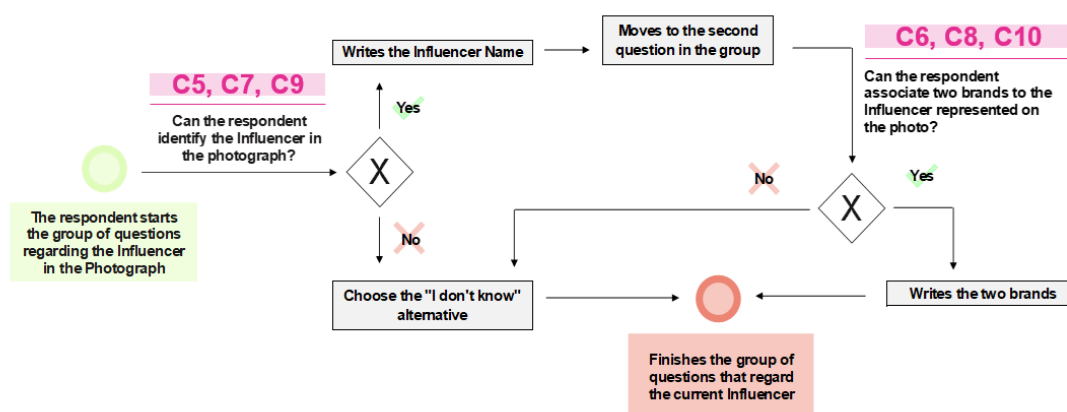 C5, C7, C9
Can the respondent
identify the Influencer in
the photograph?
The respondent starts
the group of questions
regarding the Influencer
in the Photograph
X
Yes
No
Writes the Influencer Name
Moves to the second
question in the group
C6, C8, C10
Can the respondent
associate two brands to the
Influencer represented on
the photo?
X
No
Yes
Choose the "I don't know"
alternative
Writes the two brands
Finishes the group of
questions that regard
the current Influencer